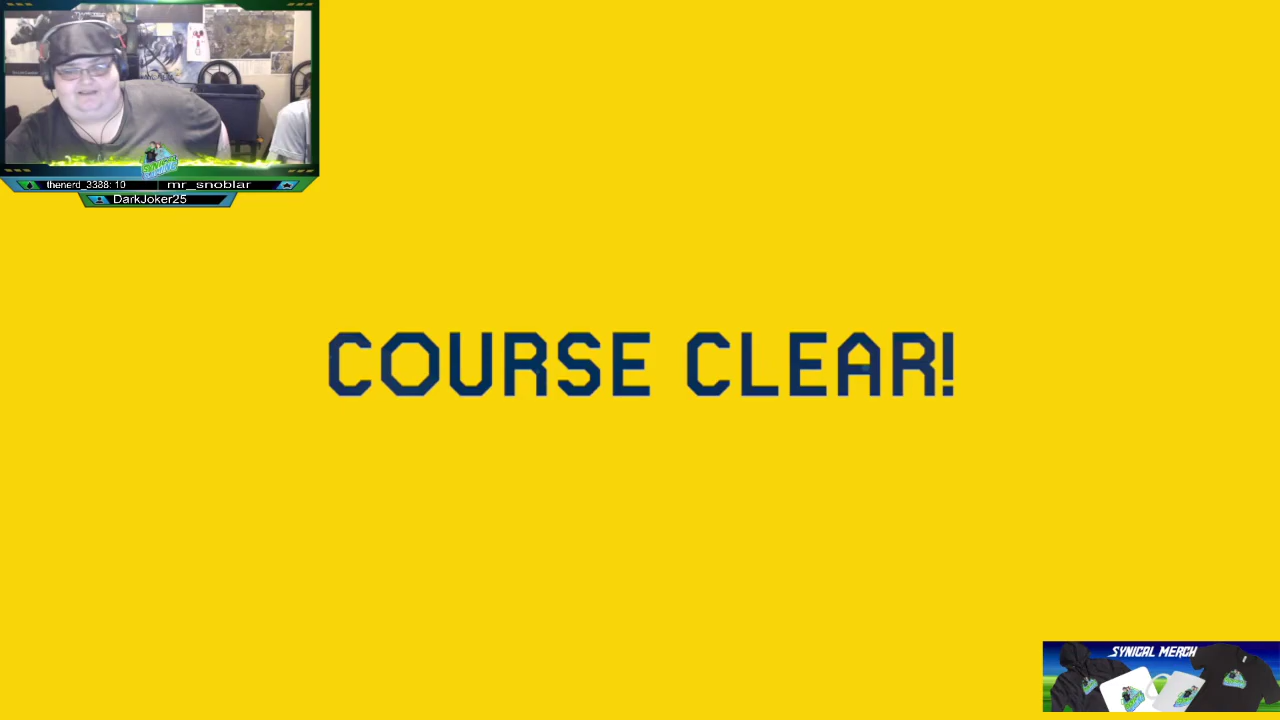 thenerd_3388: 10
mr_snoblar
DarkJoker25
COURSE CLEAR!
SYNICAL MERCH